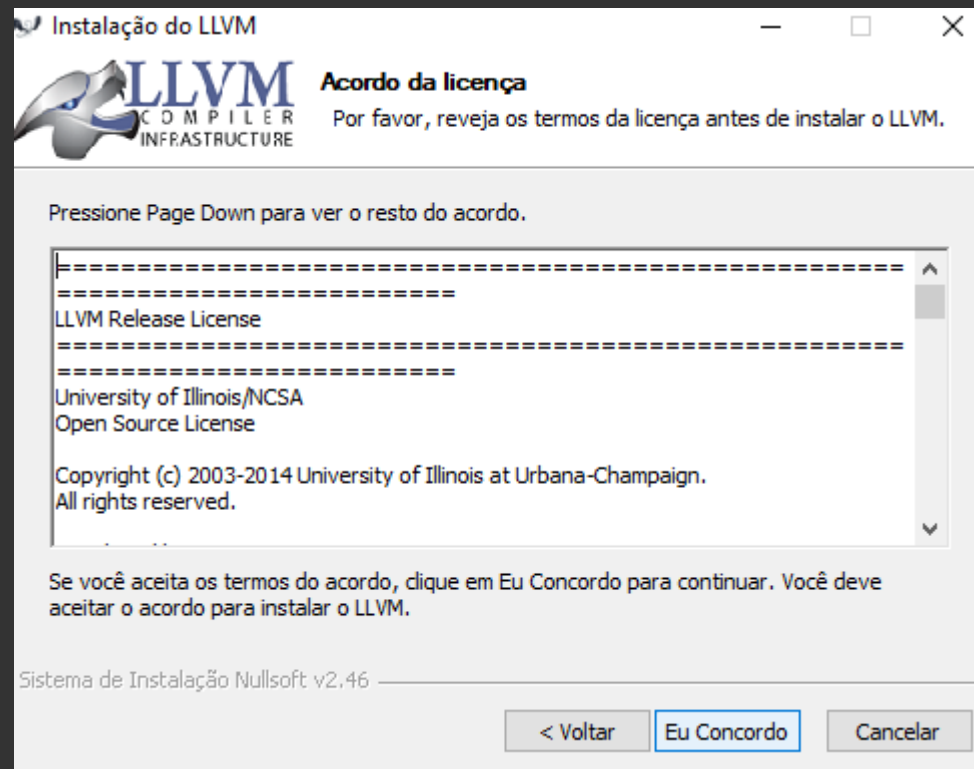 Instalação do LLVM
LLVM
COMPILER
INFRASTRUCTURE
Acordo da licença
Por favor, reveja os termos da licença antes de instalar o LLVM.
Pressione Page Down para ver o resto do acordo.
=====================================================
=========================
LLVM Release License
=====================================================
=========================
University of Illinois/NCSA
Open Source License
Copyright (c) 2003-2014 University of Illinois at Urbana-Champaign.
All rights reserved.
Se você aceita os termos do acordo, clique em Eu Concordo para continuar. Você deve
aceitar o acordo para instalar o LLVM.
Sistema de Instalação Nullsoft v2.46
< Voltar
Eu Concordo
Cancelar